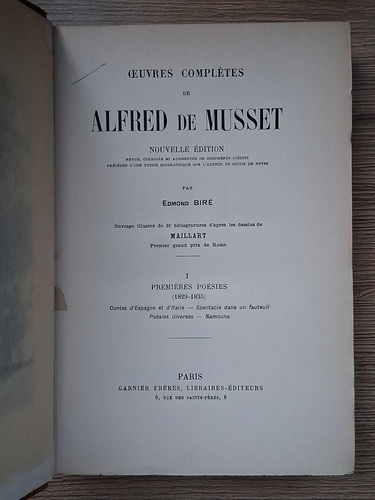 ŒUVRES COMPLÈTES
DE
ALFRED DE MUSSET
NOUVELLE ÉDITION
REVUE, CORRIGÉE ET AUGMENTÉE DE DOCUMENTS INÉDITS
PRÉCÉDÉE D'UNE NOTICE BIOGRAPHIQUE SUR L'AUTEUR ET SUIVIE DE NOTES
PAR
EDMOND BIRÉ
Ouvrage illustré de 28 héliogravures d'après les dessins de
MAILLART
Premier grand prix de Rome
I
PREMIÈRES POÉSIES
(1829-1835)
Contes d'Espagne et d'Italie — Spectacle dans un fauteuil
Poésies diverses — Namouna
PARIS
GARNIER FRÈRES, LIBRAIRES-ÉDITEURS
6, RUE DES SAINTS-PÈRES, 6